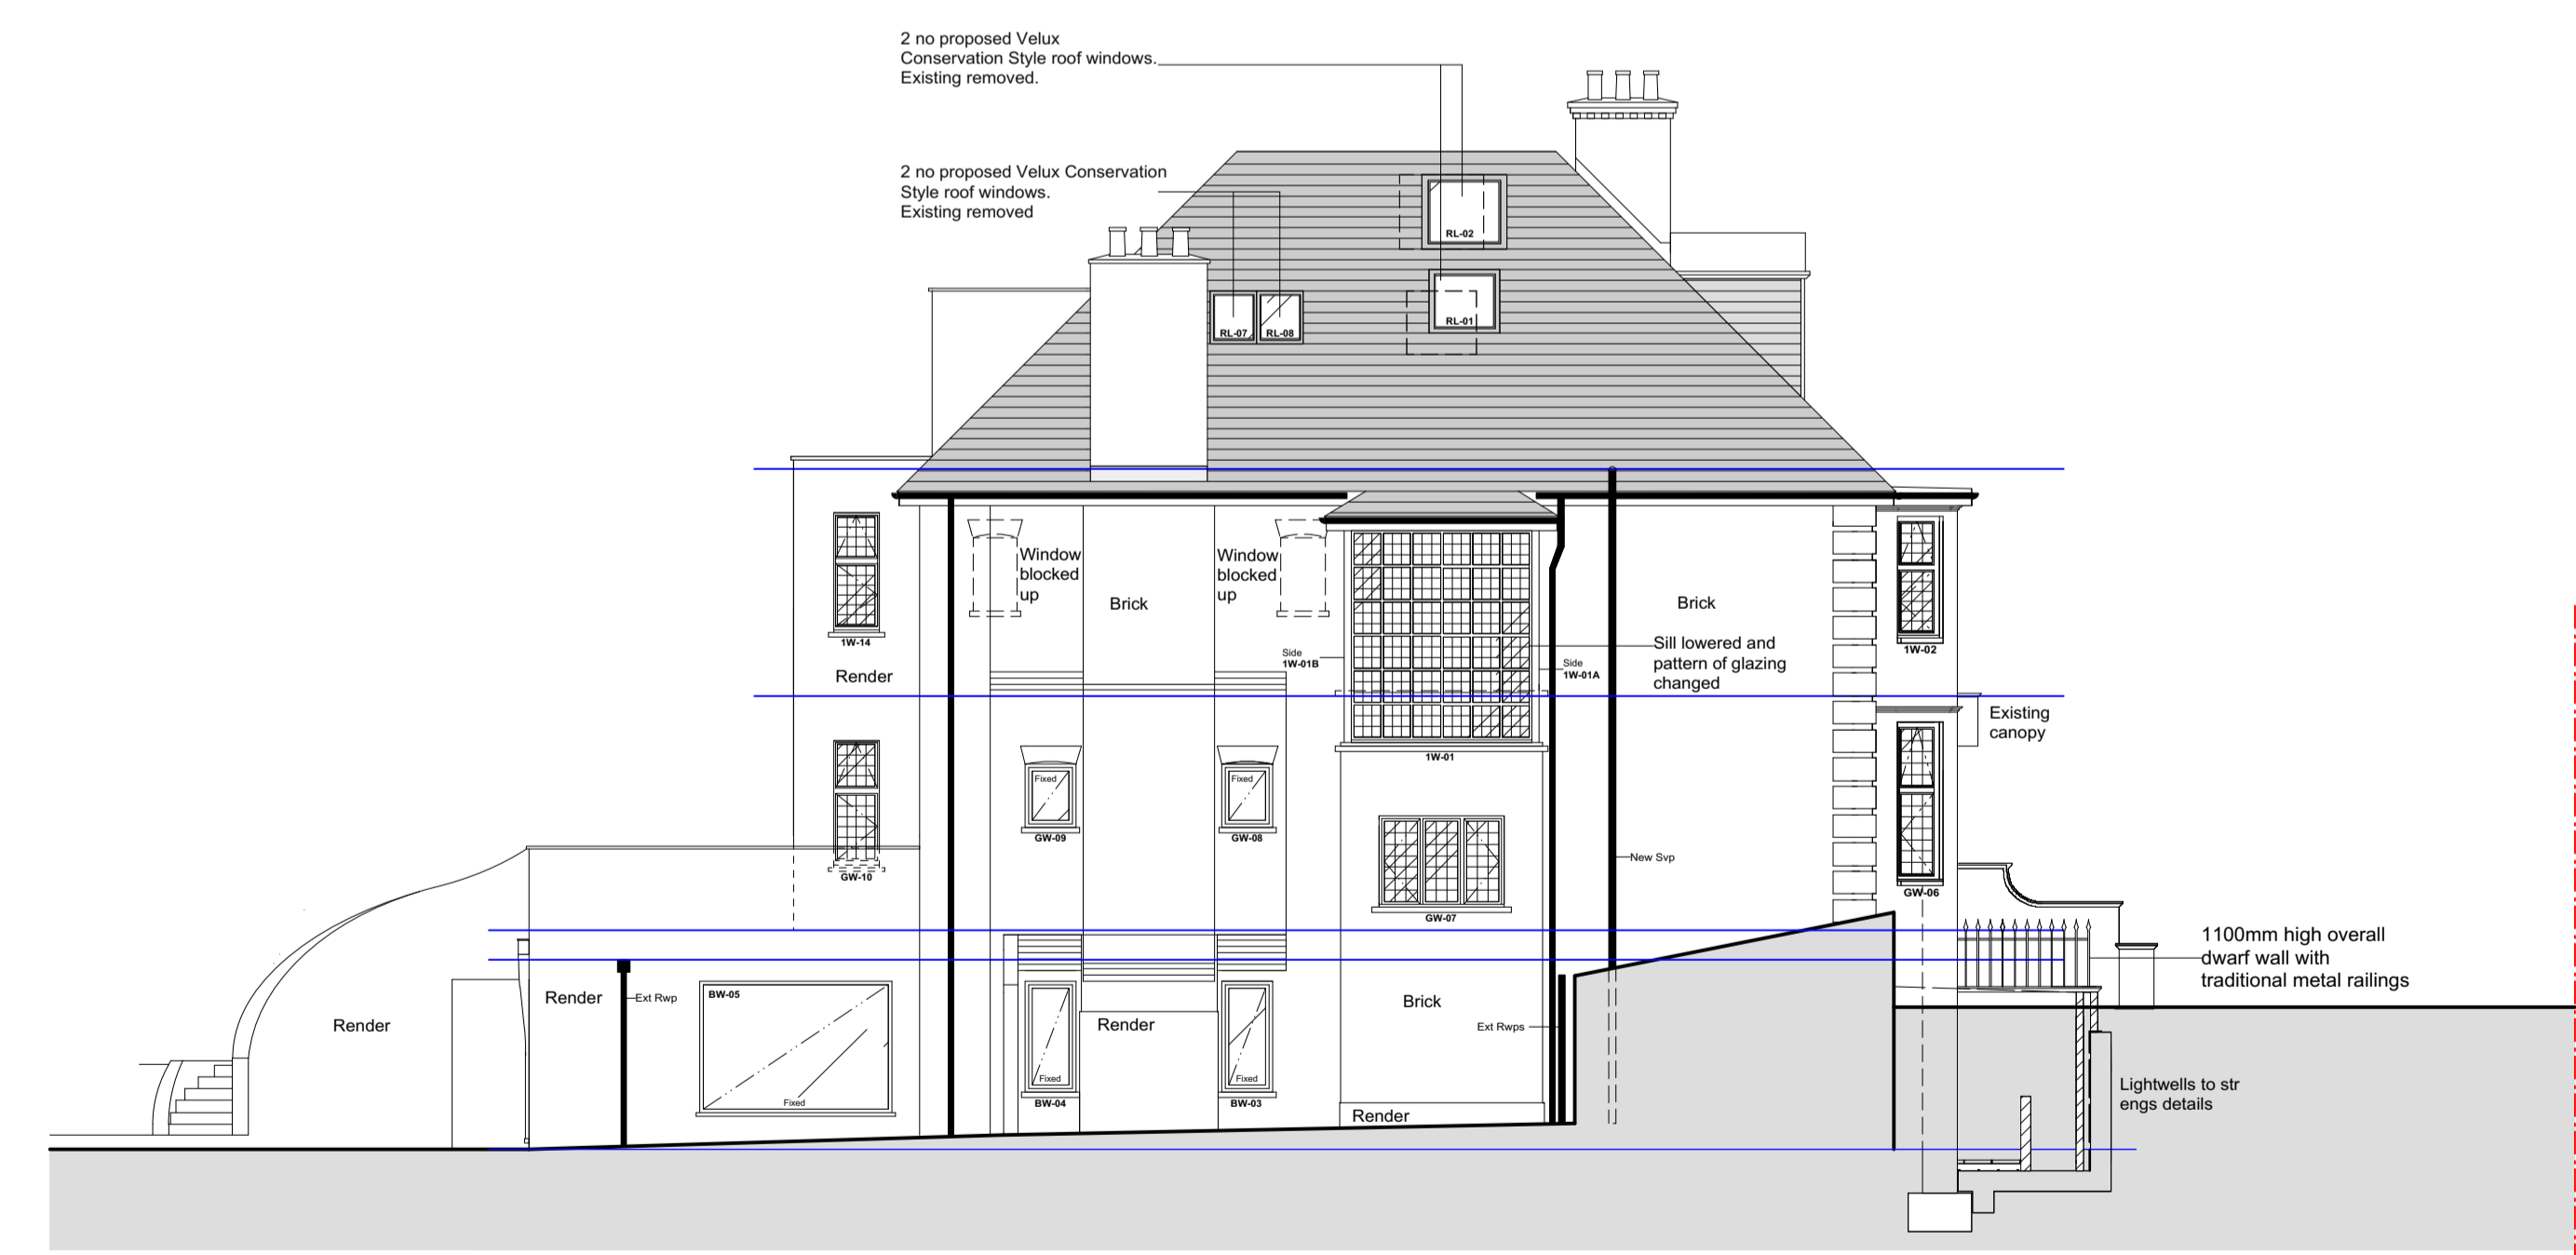 2 no proposed Velux
Conservation Style roof windows.
Existing removed.
2 no proposed Velux Conservation
Style roof windows.
Existing removed
RL-02
RL-01
RL-07
RL-08
Window
blocked
up
Window
blocked
up
Brick
Brick
1W-14
Render
Side
1W-01B
Side
1W-01A
Sill lowered and
pattern of glazing
changed
1W-02
Existing
canopy
1W-01
Fixed
GW-09
Fixed
GW-08
GW-10
GW-07
New Svp
GW-06
1100mm high overall
dwarf wall with
traditional metal railings
Render
Render
Ext Rwp
BW-05
Fixed
Fixed
BW-04
Render
Fixed
BW-03
Brick
Ext Rwps
Render
Lightwells to str
engs details